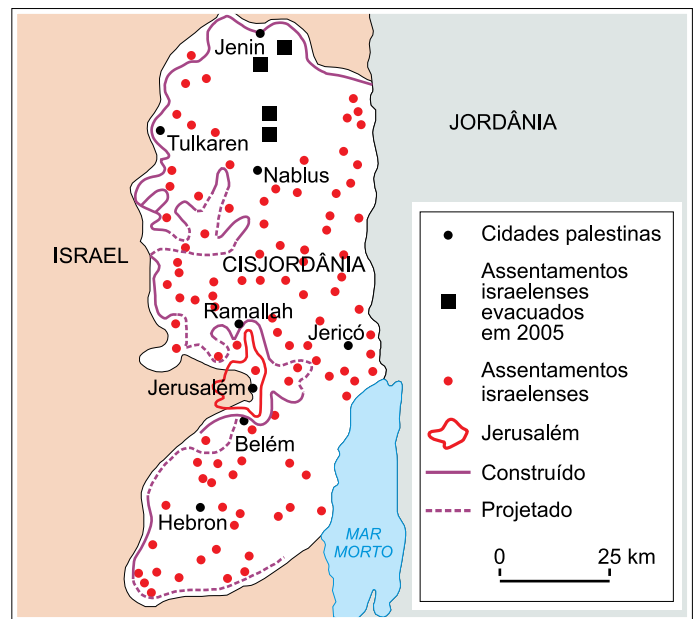 Jenin
JORDÂNIA
Tulkaren
Nablus
ISRAEL
CISJORDÂNIA
Ramallah
Jericó
Jerusalém
Belém
Hebron
MAR
MORTO
Cidades palestinas
Assentamentos
israelenses
evacuados
em 2005
Assentamentos
israelenses
Jerusalém
Construído
Projetado
0 25 km